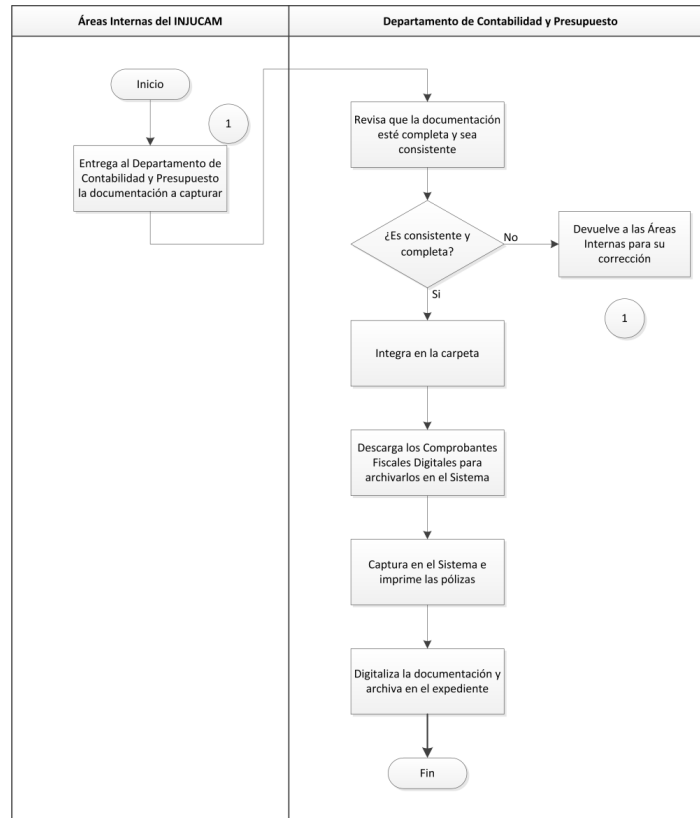 Áreas Internas del INJUCAM
Departamento de Contabilidad y Presupuesto
Inicio
1
Entrega al Departamento de
Contabilidad y Presupuesto
la documentación a capturar
Revisa que la documentación
esté completa y sea
consistente
¿Es consistente y
completa?
No
Devuelve a las Áreas
Internas para su
corrección
1
Si
Integra en la carpeta
Descarga los Comprobantes
Fiscales Digitales para
archivarlos en el Sistema
Captura en el Sistema e
imprime las pólizas
Digitaliza la documentación y
archiva en el expediente
Fin